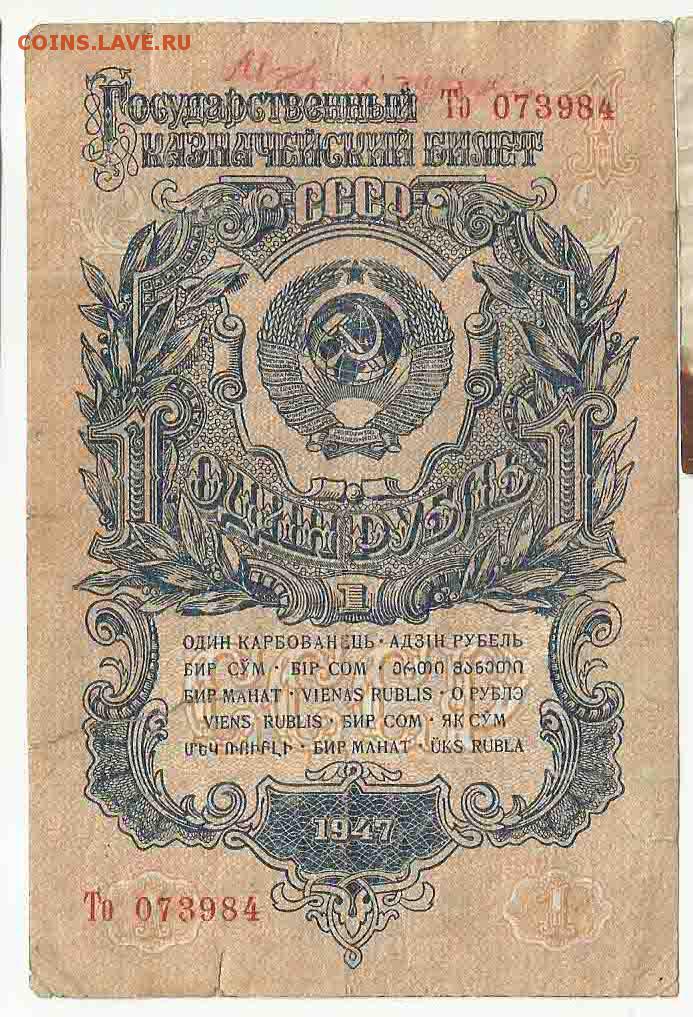 COINS.LAVE.RU
Государственный То 073984
казначейский билет
СССР
1 1
ОДИН РУБЛЬ
1
ОДИН КАРБОВАНЕЦЬ · АДЗІН РУБЕЛЬ
БИР СЎМ · БІР СОМ · ერთი მანეთი
БИР МАНАТ · VIENAS RUBLIS · О РУБЛЭ
VIENS RUBLIS · БИР СОМ · ЯК СӮМ
ՄԵԿ ՌՈՒԲԼԻ · БИР МАНАТ · ÜKS RUBLA
1947
То 073984
1 1